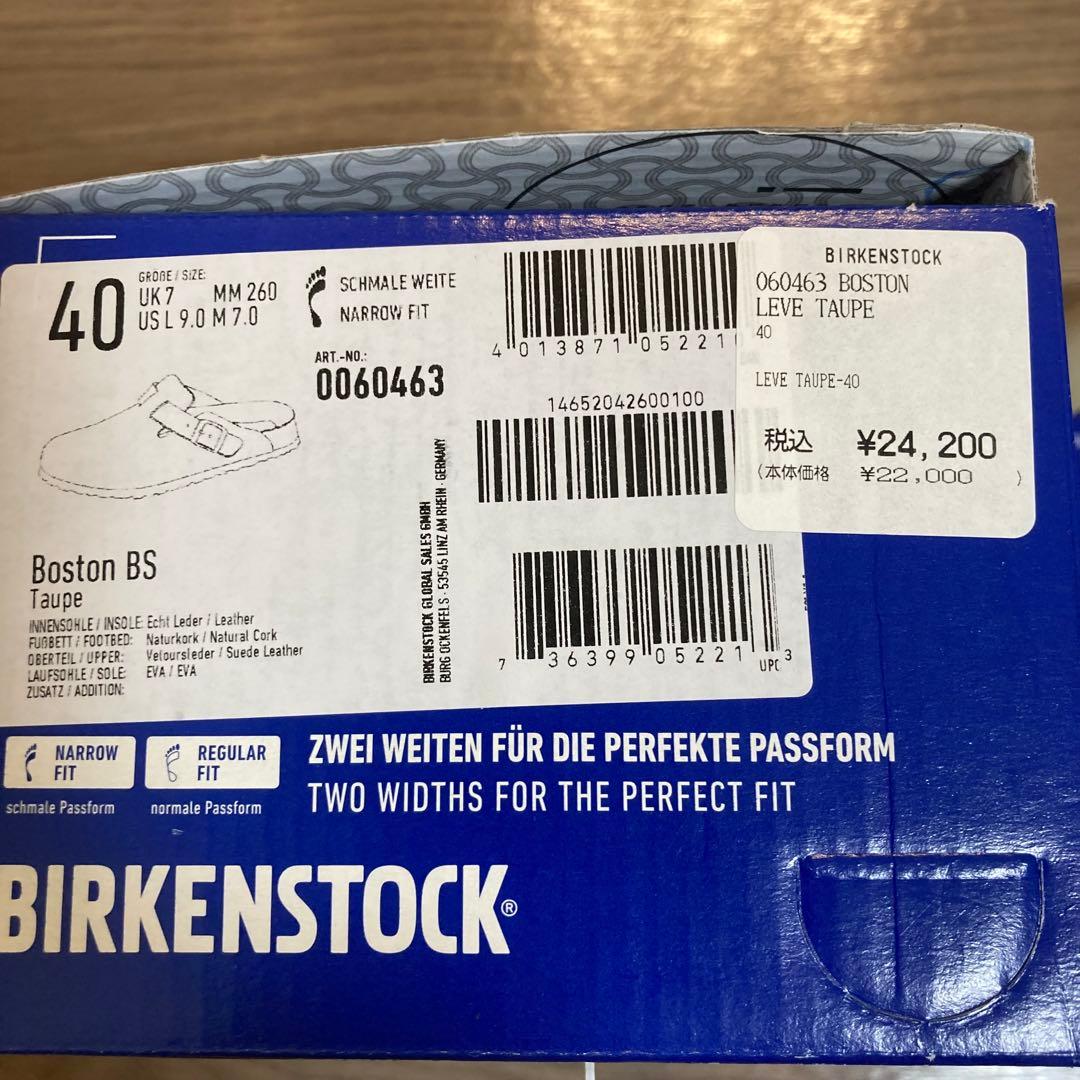 40
GRÖßE / SIZE:
UK 7 MM 260
US L 9.0 M 7.0
SCHMALE WEITE
NARROW FIT
ART.-NO.:
0060463
4 013871 05221
14652042600100
7 36399 05221 3
UPC
Boston BS
Taupe
INNENSOHLE / INSOLE: Echt Leder / Leather
FUßBETT / FOOTBED: Naturkork / Natural Cork
OBERTEIL / UPPER: Veloursleder / Suede Leather
LAUFSOHLE / SOLE: EVA / EVA
ZUSATZ / ADDITION:
BIRKENSTOCK GLOBAL SALES GMBH
BURG OCKENFELS · 53545 LINZ AM RHEIN · GERMANY
BIRKENSTOCK
060463 BOSTON
LEVE TAUPE
40
LEVE TAUPE-40
税込 ¥24,200
(本体価格 ¥22,000 )
NARROW FIT
schmale Passform
REGULAR FIT
normale Passform
ZWEI WEITEN FÜR DIE PERFEKTE PASSFORM
TWO WIDTHS FOR THE PERFECT FIT
BIRKENSTOCK®